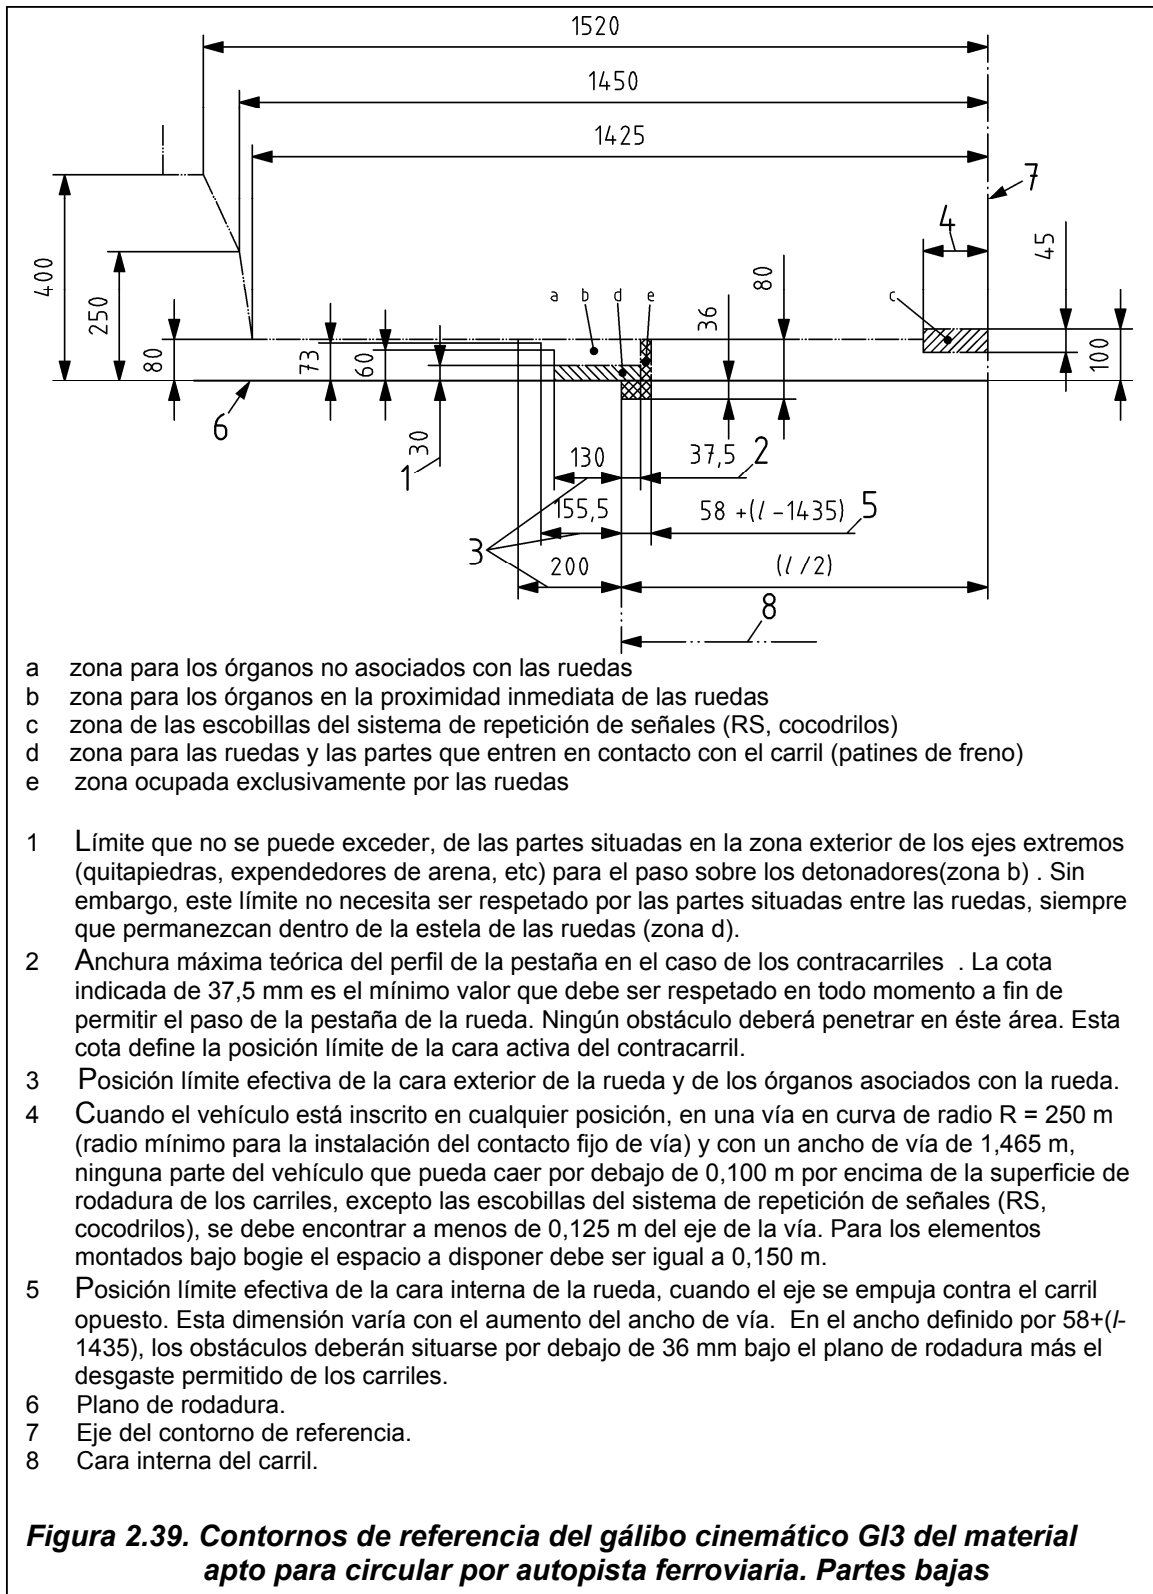 1520
1450
1425
7
4
45
400
250
80
a b d e
36
80
c
73
60
100
6
30
1
130
37,5 2
155,5
58 +(l -1435) 5
3
200
(l /2)
8
a zona para los órganos no asociados con las ruedas
b zona para los órganos en la proximidad inmediata de las ruedas
c zona de las escobillas del sistema de repetición de señales (RS, cocodrilos)
d zona para las ruedas y las partes que entren en contacto con el carril (patines de freno)
e zona ocupada exclusivamente por las ruedas
1 Límite que no se puede exceder, de las partes situadas en la zona exterior de los ejes extremos
(quitapiedras, expendedores de arena, etc) para el paso sobre los detonadores(zona b) . Sin
embargo, este límite no necesita ser respetado por las partes situadas entre las ruedas, siempre
que permanezcan dentro de la estela de las ruedas (zona d).
2 Anchura máxima teórica del perfil de la pestaña en el caso de los contracarriles . La cota
indicada de 37,5 mm es el mínimo valor que debe ser respetado en todo momento a fin de
permitir el paso de la pestaña de la rueda. Ningún obstáculo deberá penetrar en éste área. Esta
cota define la posición límite de la cara activa del contracarril.
3 Posición límite efectiva de la cara exterior de la rueda y de los órganos asociados con la rueda.
4 Cuando el vehículo está inscrito en cualquier posición, en una vía en curva de radio R = 250 m
(radio mínimo para la instalación del contacto fijo de vía) y con un ancho de vía de 1,465 m,
ninguna parte del vehículo que pueda caer por debajo de 0,100 m por encima de la superficie de
rodadura de los carriles, excepto las escobillas del sistema de repetición de señales (RS,
cocodrilos), se debe encontrar a menos de 0,125 m del eje de la vía. Para los elementos
montados bajo bogie el espacio a disponer debe ser igual a 0,150 m.
5 Posición límite efectiva de la cara interna de la rueda, cuando el eje se empuja contra el carril
opuesto. Esta dimensión varía con el aumento del ancho de vía. En el ancho definido por 58+(l-
1435), los obstáculos deberán situarse por debajo de 36 mm bajo el plano de rodadura más el
desgaste permitido de los carriles.
6 Plano de rodadura.
7 Eje del contorno de referencia.
8 Cara interna del carril.
Figura 2.39. Contornos de referencia del gálibo cinemático GI3 del material
apto para circular por autopista ferroviaria. Partes bajas